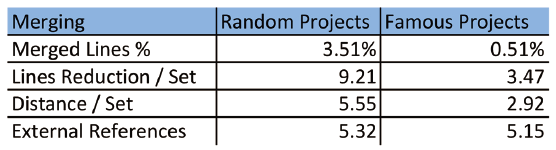 Merging Random Projects Famous Projects
Merged Lines % 3.51% 0.51%
Lines Reduction / Set 9.21 3.47
Distance / Set 5.55 2.92
External References 5.32 5.15